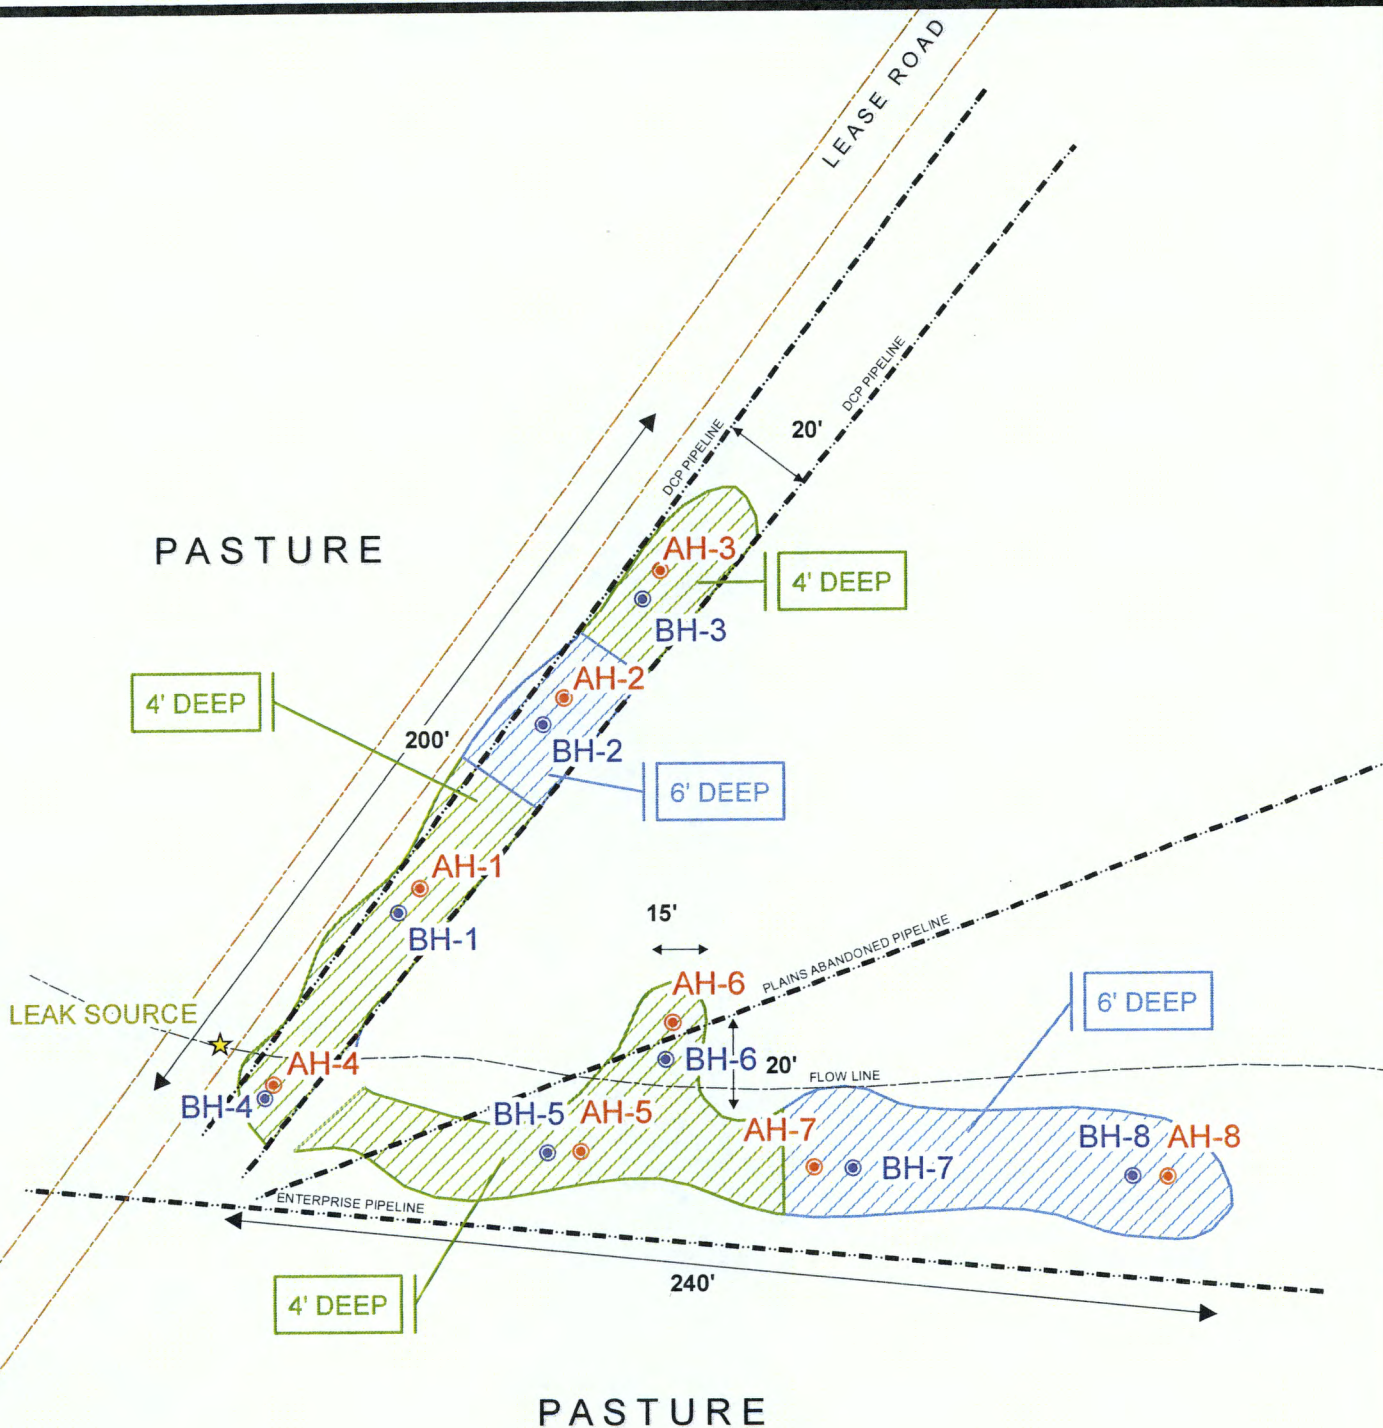 LEASE ROAD
DCP PIPELINE
20'
DCP PIPELINE
PASTURE
AH-3
4' DEEP
BH-3
AH-2
4' DEEP
200'
BH-2
6' DEEP
AH-1
15'
BH-1
PLAINS ABANDONED PIPELINE
AH-6
6' DEEP
LEAK SOURCE
AH-4
BH-6
20'
FLOW LINE
BH-4
BH-5
AH-5
AH-7
BH-8
AH-8
BH-7
ENTERPRISE PIPELINE
240'
4' DEEP
PASTURE